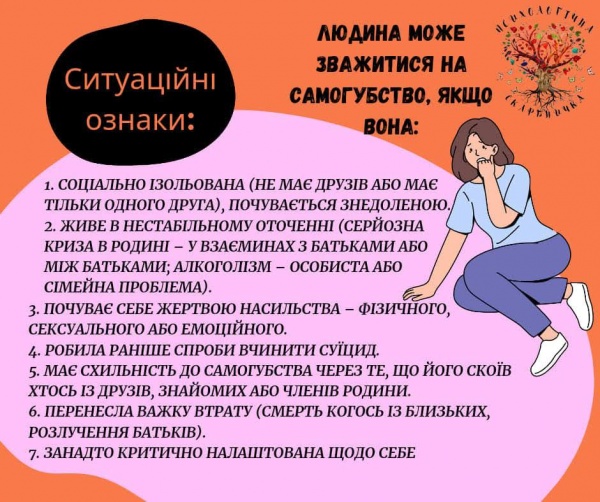 Ситуаційні
ознаки:
ЛЮДИНА МОЖЕ
ЗВАЖИТИСЯ НА
САМОГУБСТВО, ЯКЩО
ВОНА:
ПСИХОЛОГІЧНА
СКАРБНИЧКА
1. СОЦІАЛЬНО ІЗОЛЬОВАНА (НЕ МАЄ ДРУЗІВ АБО МАЄ
ТІЛЬКИ ОДНОГО ДРУГА), ПОЧУВАЄТЬСЯ ЗНЕДОЛЕНОЮ.
2. ЖИВЕ В НЕСТАБІЛЬНОМУ ОТОЧЕННІ (СЕРЙОЗНА
КРИЗА В РОДИНІ – У ВЗАЄМИНАХ З БАТЬКАМИ АБО
МІЖ БАТЬКАМИ; АЛКОГОЛІЗМ – ОСОБИСТА АБО
СІМЕЙНА ПРОБЛЕМА).
3. ПОЧУВАЄ СЕБЕ ЖЕРТВОЮ НАСИЛЬСТВА – ФІЗИЧНОГО,
СЕКСУАЛЬНОГО АБО ЕМОЦІЙНОГО.
4. РОБИЛА РАНІШЕ СПРОБИ ВЧИНИТИ СУЇЦИД.
5. МАЄ СХИЛЬНІСТЬ ДО САМОГУБСТВА ЧЕРЕЗ ТЕ, ЩО ЙОГО СКОЇВ
ХТОСЬ ІЗ ДРУЗІВ, ЗНАЙОМИХ АБО ЧЛЕНІВ РОДИНИ.
6. ПЕРЕНЕСЛА ВАЖКУ ВТРАТУ (СМЕРТЬ КОГОСЬ ІЗ БЛИЗЬКИХ,
РОЗЛУЧЕННЯ БАТЬКІВ).
7. ЗАНАДТО КРИТИЧНО НАЛАШТОВАНА ЩОДО СЕБЕ